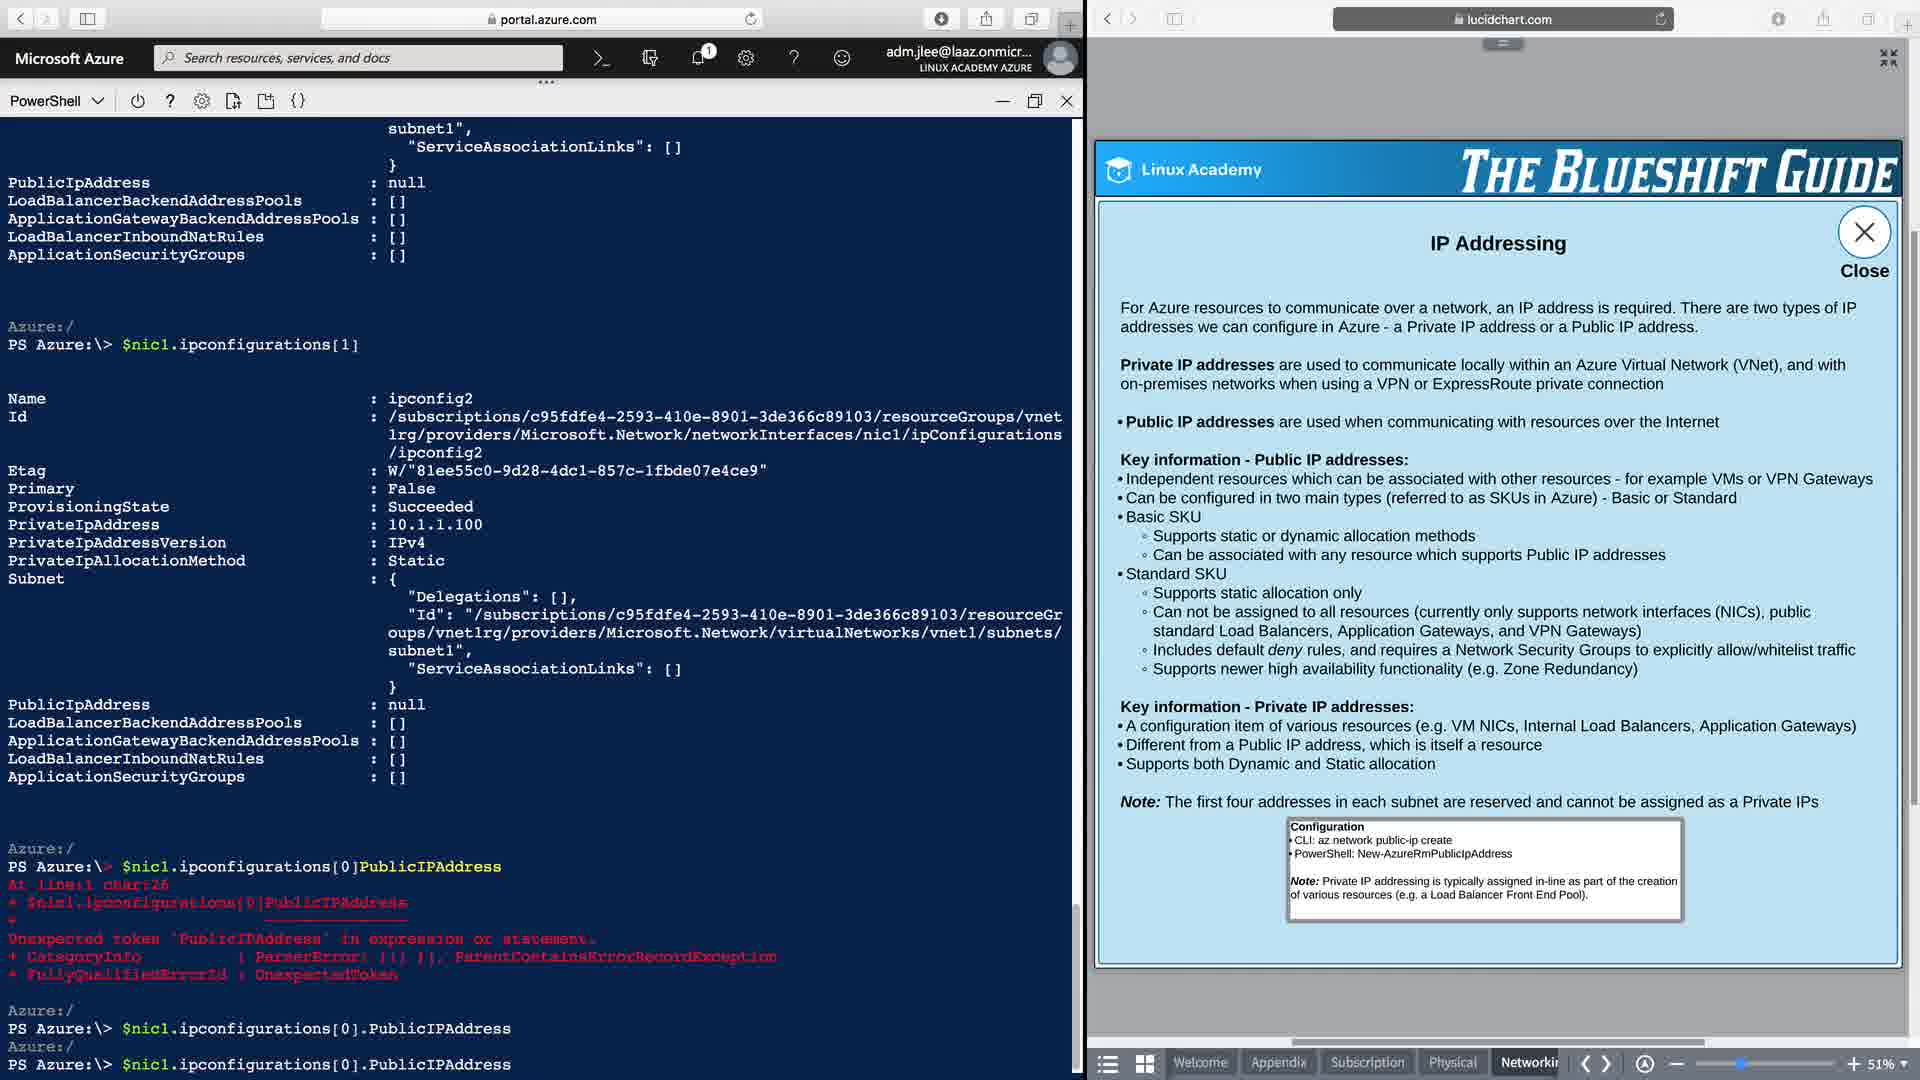 portal.azure.com
lucidchart.com
Microsoft Azure
Search resources, services, and docs
1
adm.jlee@laaz.onmicr...
LINUX ACADEMY AZURE
PowerShell
subnet1",
"ServiceAssociationLinks": []
}
PublicIpAddress : null
LoadBalancerBackendAddressPools : []
ApplicationGatewayBackendAddressPools : []
LoadBalancerInboundNatRules : []
ApplicationSecurityGroups : []
Azure:/
PS Azure:\> $nic1.ipconfigurations[1]
Name : ipconfig2
Id : /subscriptions/c95fdfe4-2593-410e-8901-3de366c89103/resourceGroups/vnet
1rg/providers/Microsoft.Network/networkInterfaces/nic1/ipConfigurations
/ipconfig2
Etag : W/"81ee55c0-9d28-4dc1-857c-1fbde07e4ce9"
Primary : False
ProvisioningState : Succeeded
PrivateIpAddress : 10.1.1.100
PrivateIpAddressVersion : IPv4
PrivateIpAllocationMethod : Static
Subnet : {
"Delegations": [],
"Id": "/subscriptions/c95fdfe4-2593-410e-8901-3de366c89103/resourceGr
oups/vnet1rg/providers/Microsoft.Network/virtualNetworks/vnet1/subnets/
subnet1",
"ServiceAssociationLinks": []
}
PublicIpAddress : null
LoadBalancerBackendAddressPools : []
ApplicationGatewayBackendAddressPools : []
LoadBalancerInboundNatRules : []
ApplicationSecurityGroups : []
Azure:/
PS Azure:\> $nic1.ipconfigurations[0]PublicIPAddress
At line:1 char:26
+ $nic1.ipconfigurations[0]PublicIPAddress
+ ~~~~~~~~~~~~~~~
Unexpected token 'PublicIPAddress' in expression or statement.
+ CategoryInfo : ParserError: (:) [], ParentContainsErrorRecordException
+ FullyQualifiedErrorId : UnexpectedToken
Azure:/
PS Azure:\> $nic1.ipconfigurations[0].PublicIPAddress
Azure:/
PS Azure:\> $nic1.ipconfigurations[0].PublicIPAddress
Linux Academy
THE BLUESHIFT GUIDE
IP Addressing
Close
For Azure resources to communicate over a network, an IP address is required. There are two types of IP
addresses we can configure in Azure - a Private IP address or a Public IP address.
Private IP addresses are used to communicate locally within an Azure Virtual Network (VNet), and with
on-premises networks when using a VPN or ExpressRoute private connection
• Public IP addresses are used when communicating with resources over the Internet
Key information - Public IP addresses:
• Independent resources which can be associated with other resources - for example VMs or VPN Gateways
• Can be configured in two main types (referred to as SKUs in Azure) - Basic or Standard
• Basic SKU
◦ Supports static or dynamic allocation methods
◦ Can be associated with any resource which supports Public IP addresses
• Standard SKU
◦ Supports static allocation only
◦ Can not be assigned to all resources (currently only supports network interfaces (NICs), public
standard Load Balancers, Application Gateways, and VPN Gateways)
◦ Includes default deny rules, and requires a Network Security Groups to explicitly allow/whitelist traffic
◦ Supports newer high availability functionality (e.g. Zone Redundancy)
Key information - Private IP addresses:
• A configuration item of various resources (e.g. VM NICs, Internal Load Balancers, Application Gateways)
• Different from a Public IP address, which is itself a resource
• Supports both Dynamic and Static allocation
Note: The first four addresses in each subnet are reserved and cannot be assigned as a Private IPs
Configuration
• CLI: az network public-ip create
• PowerShell: New-AzureRmPublicIpAddress
Note: Private IP addressing is typically assigned in-line as part of the creation
of various resources (e.g. a Load Balancer Front End Pool).
Welcome
Appendix
Subscription
Physical
Networkin
51%